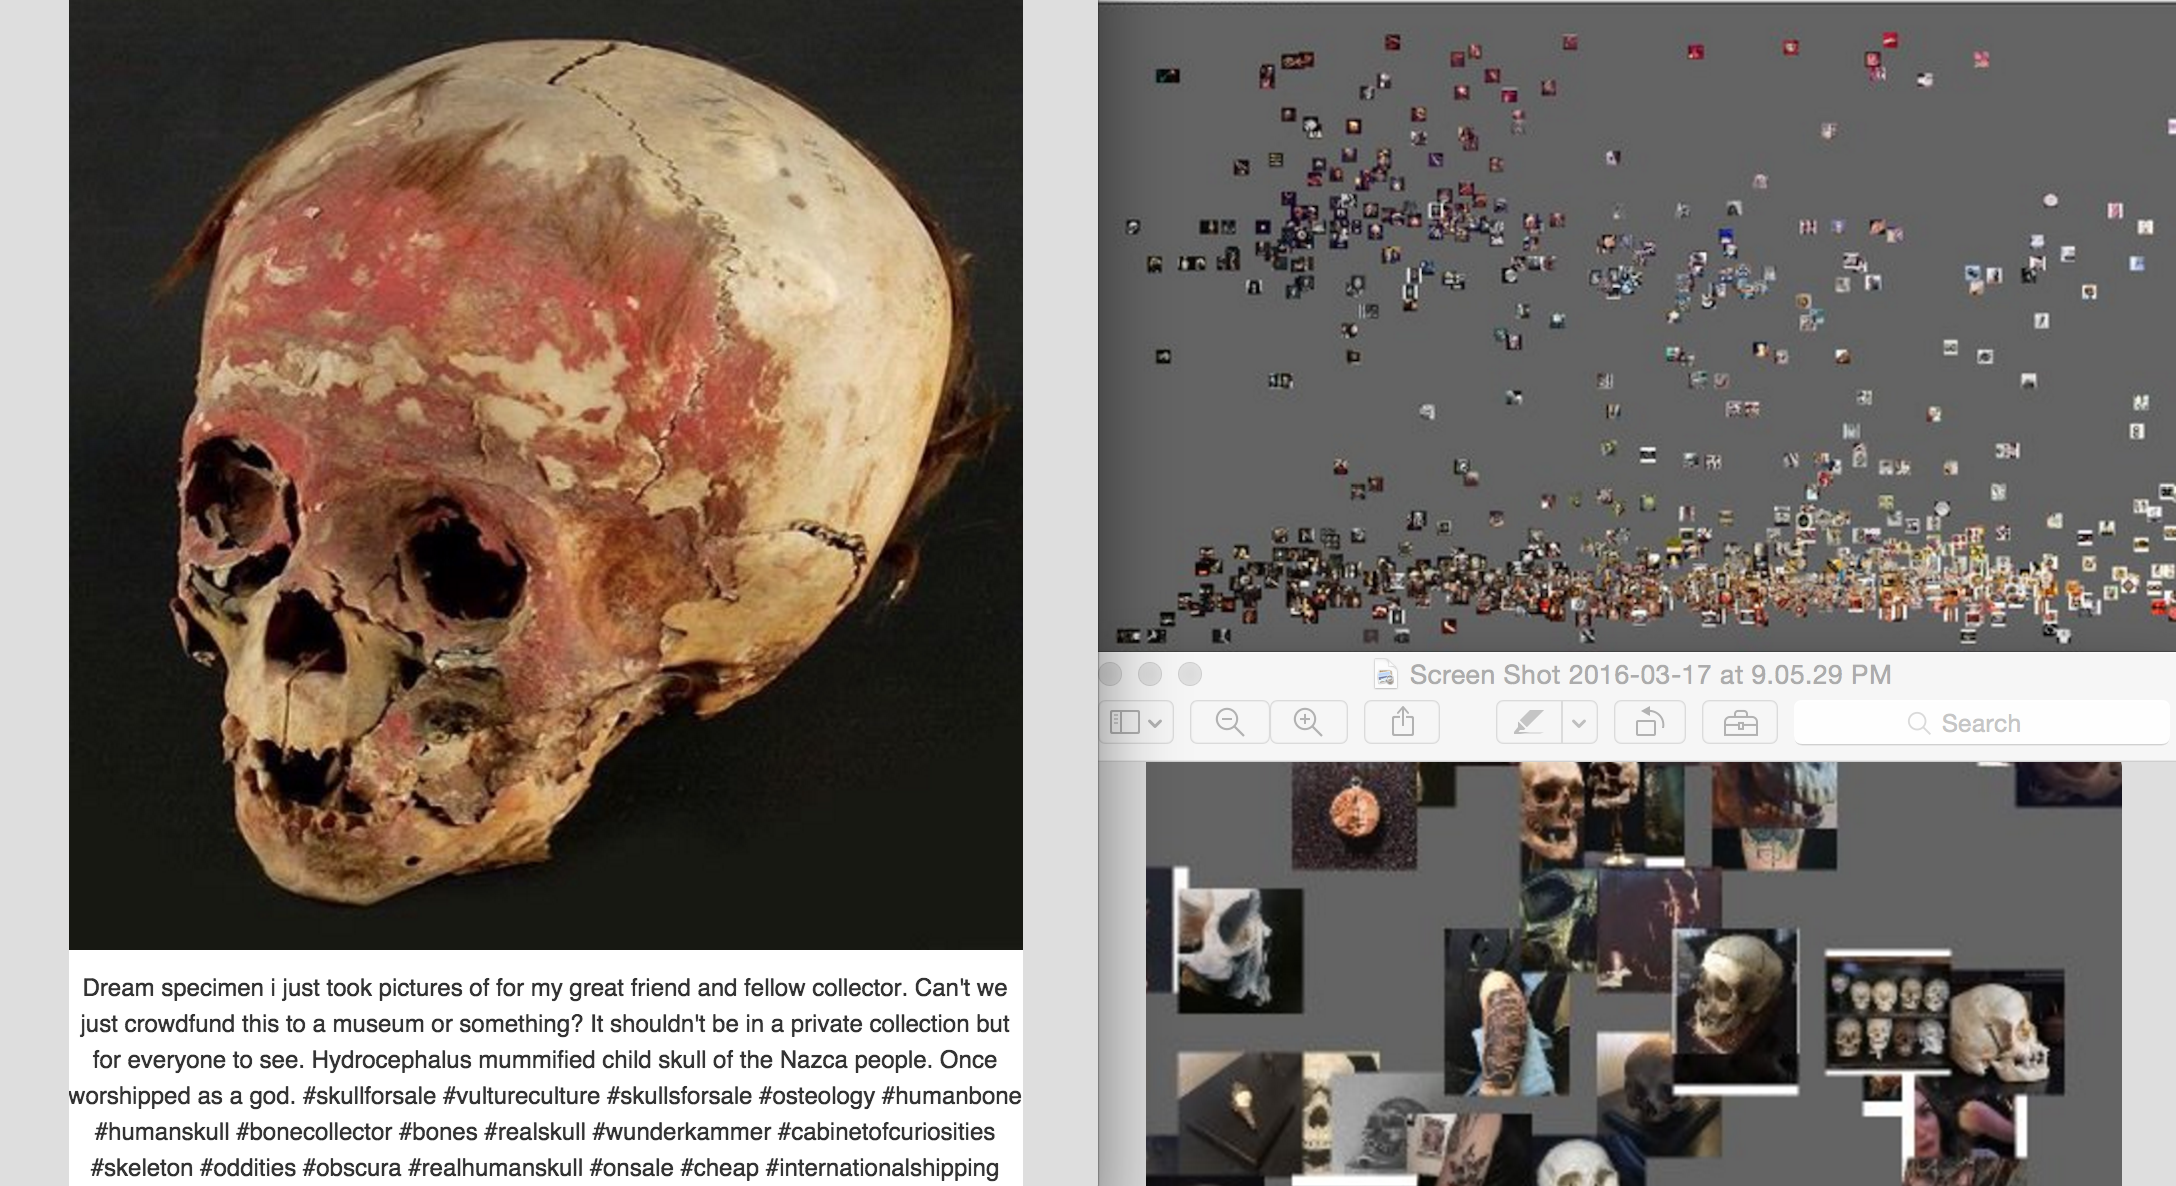 Dream specimen i just took pictures of for my great friend and fellow collector. Can't we
just crowdfund this to a museum or something? It shouldn't be in a private collection but
for everyone to see. Hydrocephalus mummified child skull of the Nazca people. Once
worshipped as a god. #skullforsale #vultureculture #skullsforsale #osteology #humanbone
#humanskull #bonecollector #bones #realskull #wunderkammer #cabinetofcuriosities
#skeleton #oddities #obscura #realhumanskull #onsale #cheap #internationalshipping
Screen Shot 2016-03-17 at 9.05.29 PM
Search